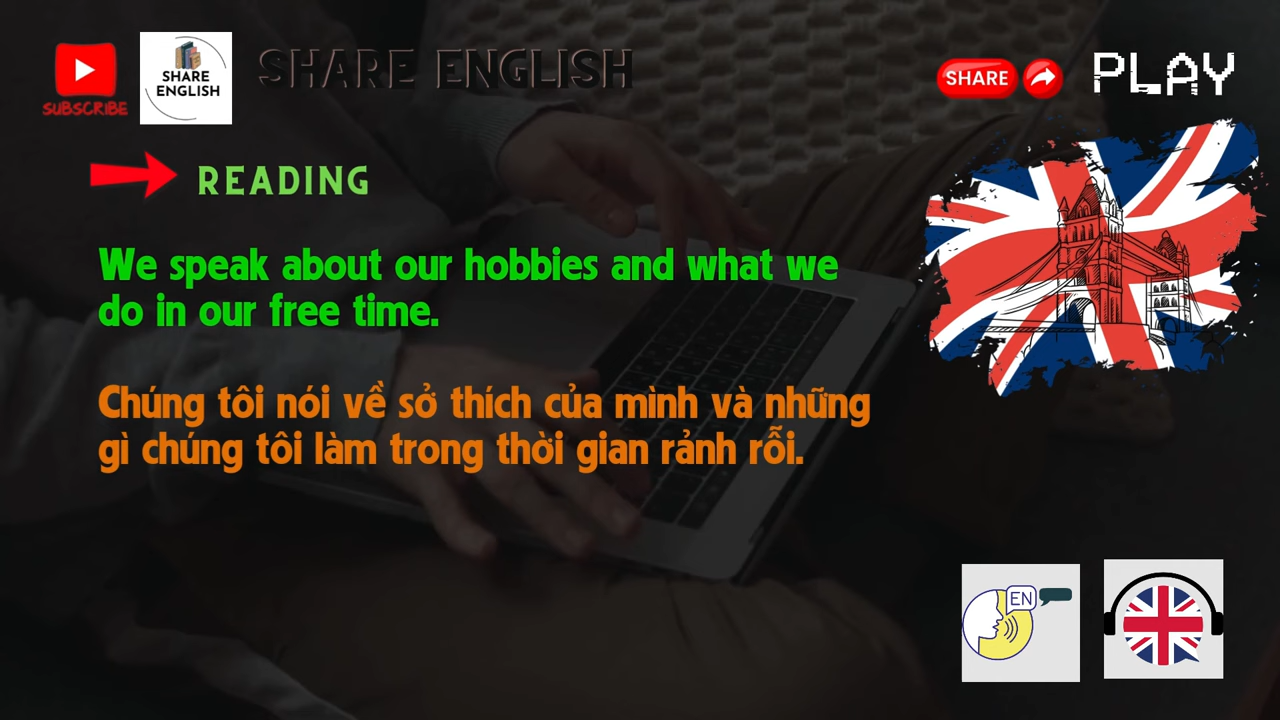 SUBSCRIBE
SHARE
ENGLISH
SHARE ENGLISH
SHARE
PLAY
READING
We speak about our hobbies and what we
do in our free time.
Chúng tôi nói về sở thích của mình và những
gì chúng tôi làm trong thời gian rảnh rỗi.
EN